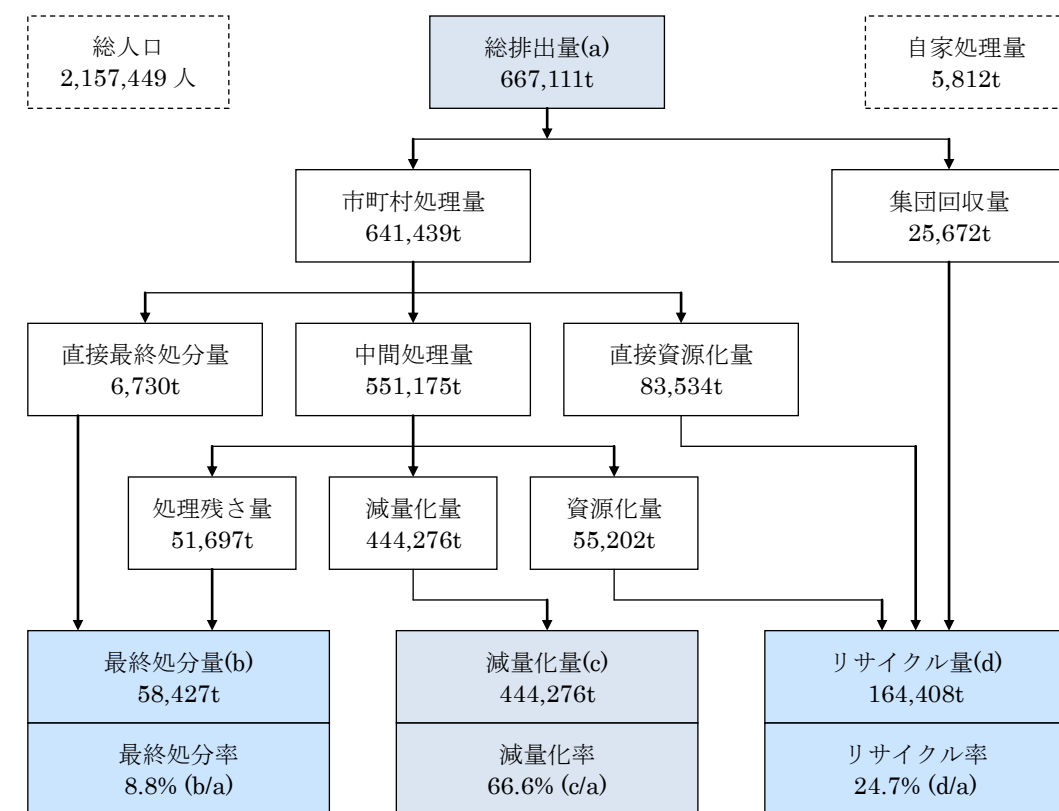 総人口
2,157,449 人
総排出量(a)
667,111t
自家処理量
5,812t
市町村処理量
641,439t
集団回収量
25,672t
直接最終処分量
6,730t
中間処理量
551,175t
直接資源化量
83,534t
処理残さ量
51,697t
減量化量
444,276t
資源化量
55,202t
最終処分量(b)
58,427t
減量化量(c)
444,276t
リサイクル量(d)
164,408t
最終処分率
8.8% (b/a)
減量化率
66.6% (c/a)
リサイクル率
24.7% (d/a)